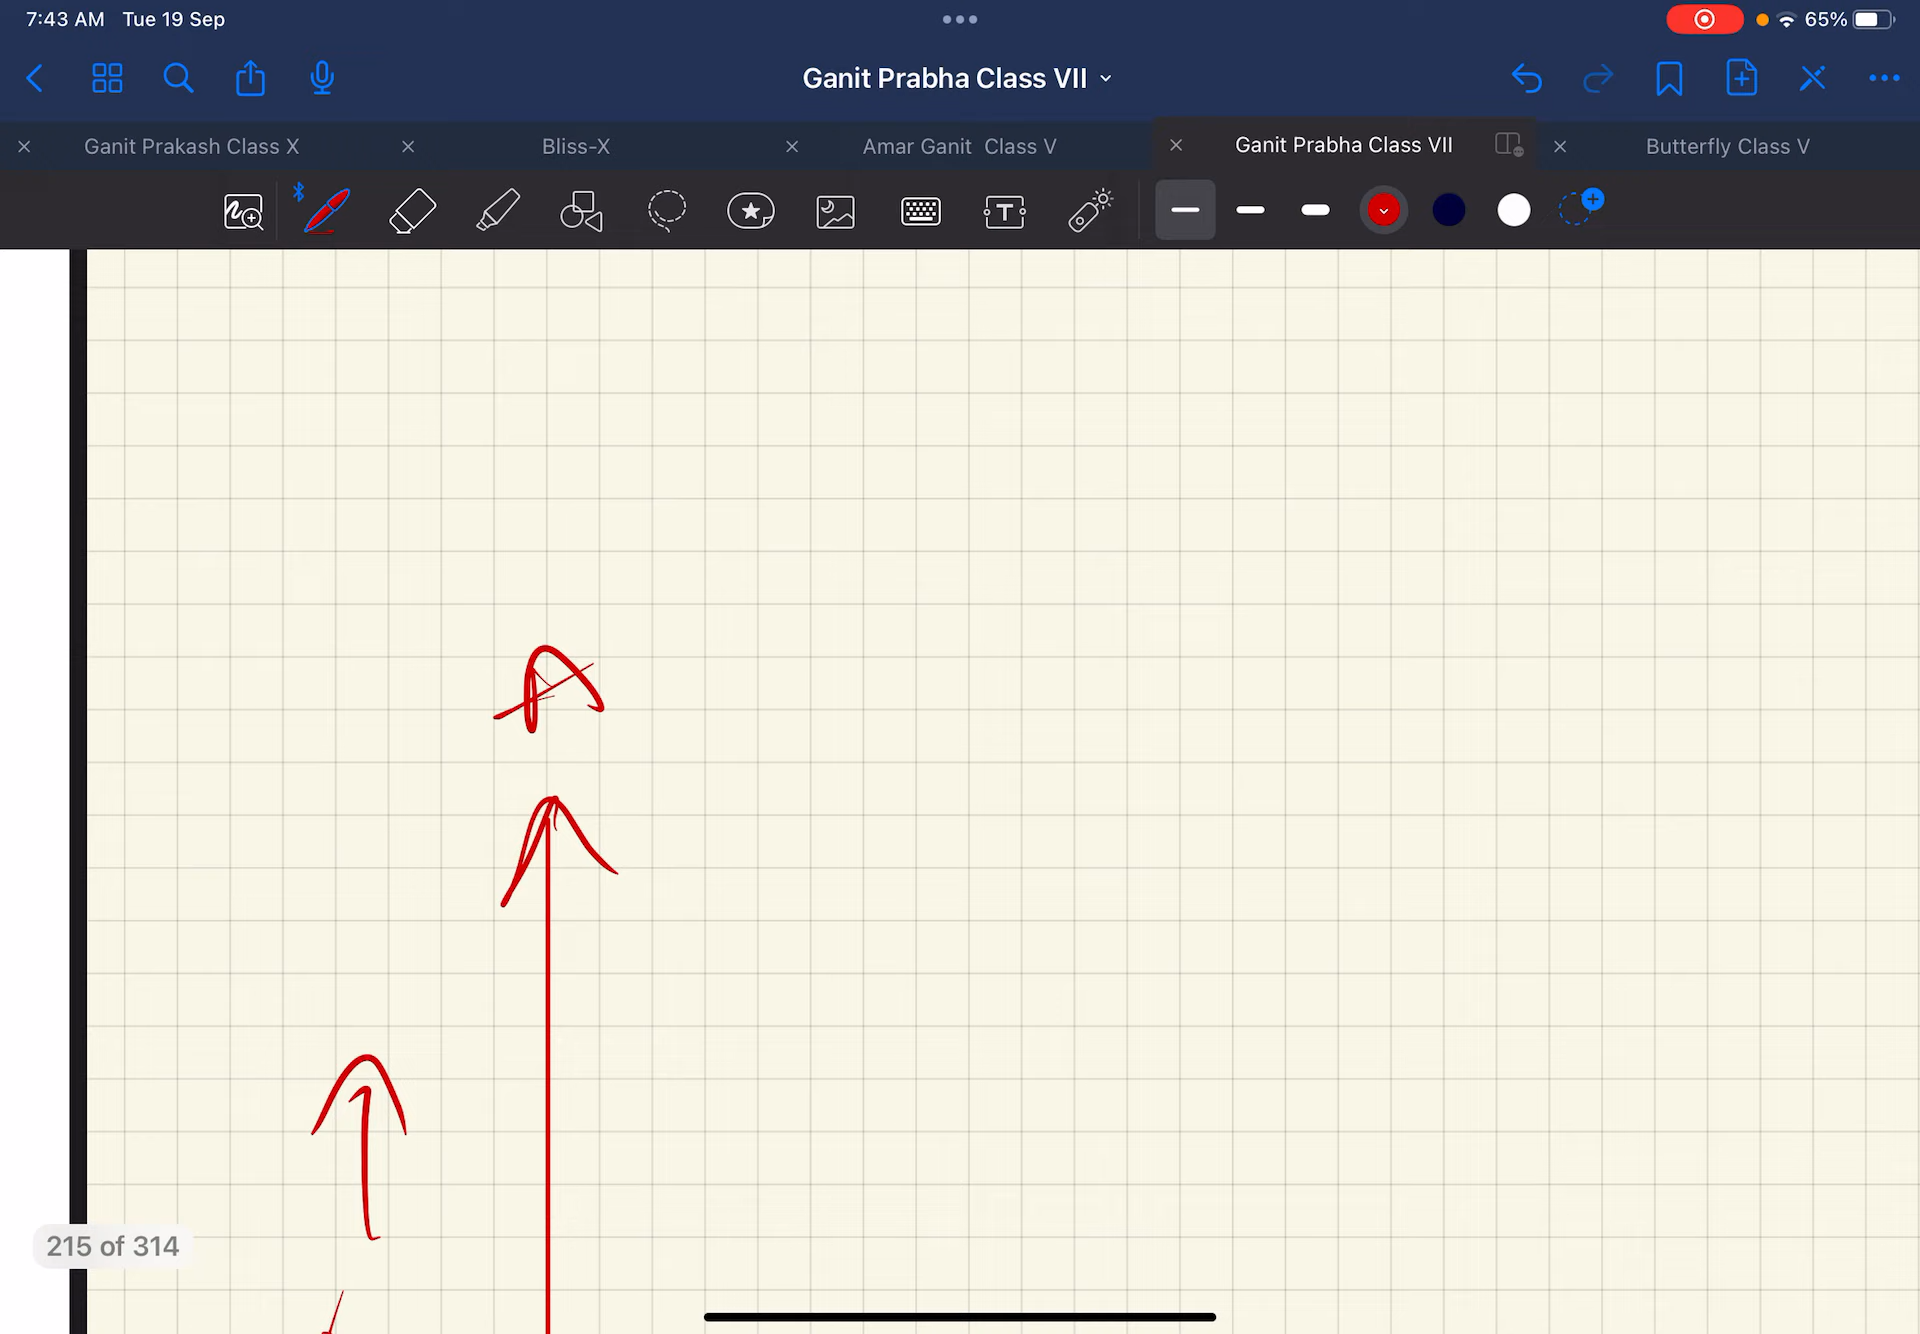 7:43 AM Tue 19 Sep
65%
Ganit Prabha Class VII
Ganit Prakash Class X
Bliss-X
Amar Ganit Class V
Ganit Prabha Class VII
Butterfly Class V
T
A
215 of 314